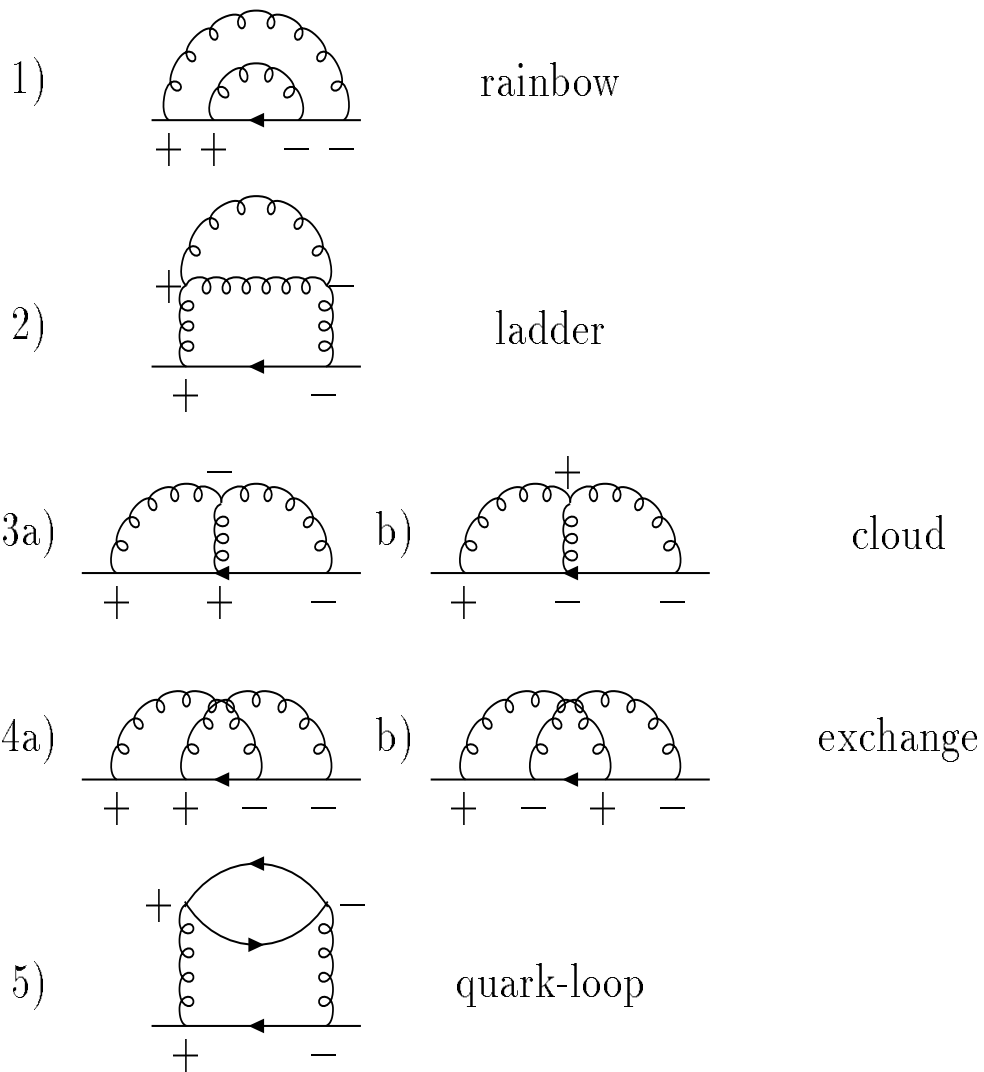 1) rainbow
+ + − −
+ −
2) ladder
+ −
− +
3a) b) cloud
+ + − + − −
4a) b) exchange
+ + − − + − + −
+ −
5) quark-loop
+ −